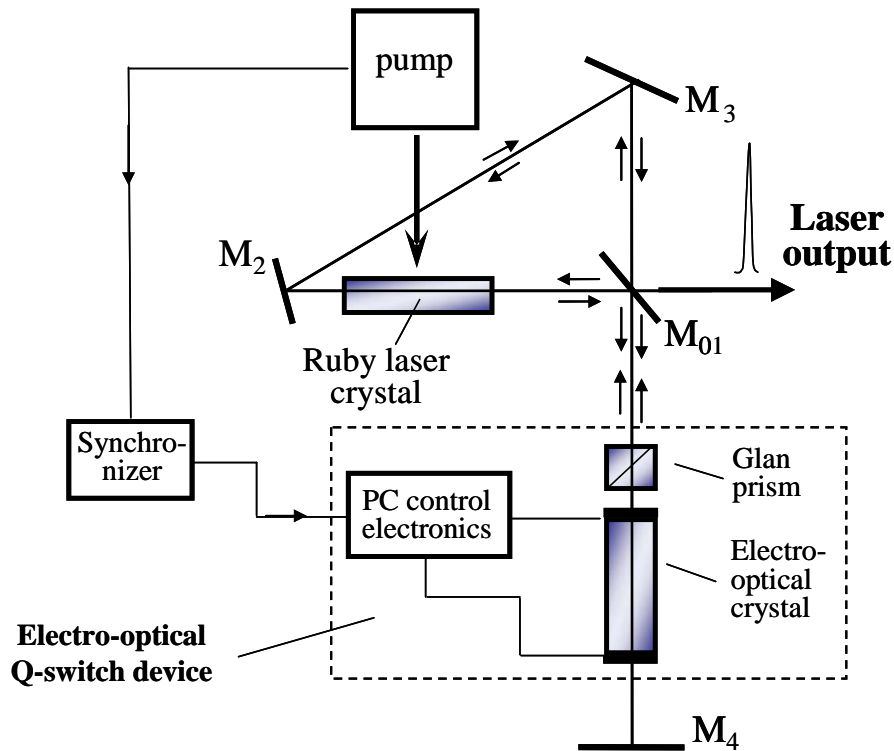 pump
M3
Laser
output
M2
M01
Ruby laser
crystal
Synchro-
nizer
Glan
prism
PC control
electronics
Electro-
optical
crystal
Electro-optical
Q-switch device
M4